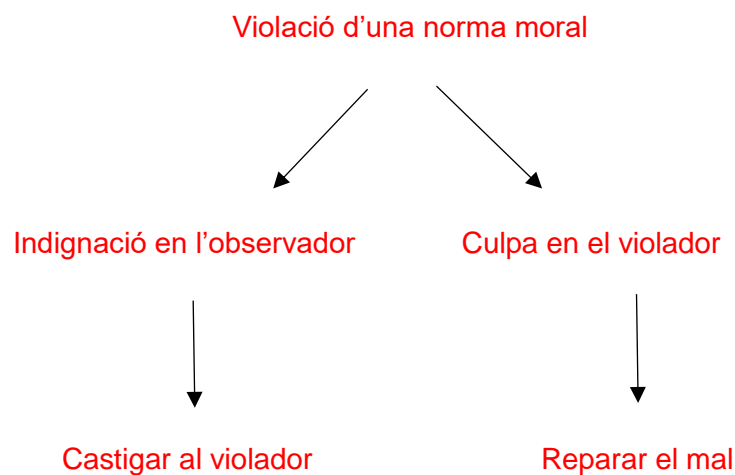 Violació d’una norma moral
Indignació en l’observador
Culpa en el violador
Castigar al violador
Reparar el mal